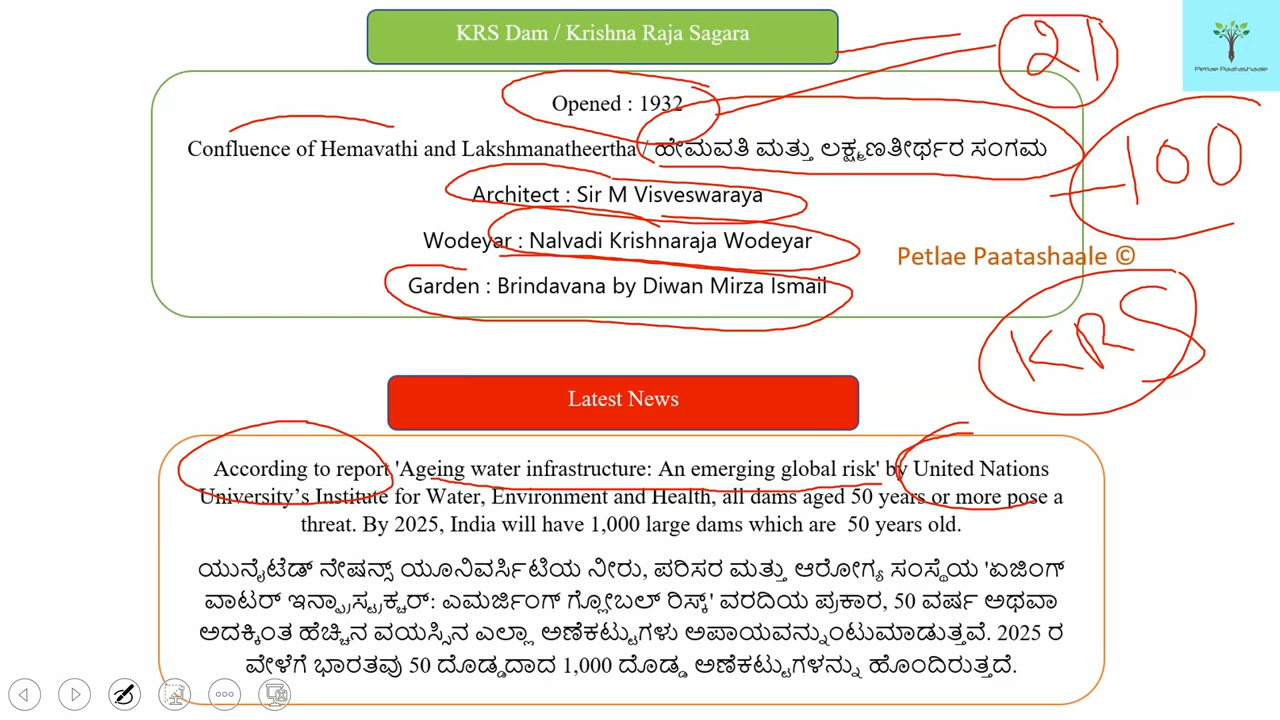 KRS Dam / Krishna Raja Sagara
21
Petlae Paatashaale
Opened : 1932
Confluence of Hemavathi and Lakshmanatheertha / ಹೇಮವತಿ ಮತ್ತು ಲಕ್ಷ್ಮಣತೀರ್ಥರ ಸಂಗಮ
100
Architect : Sir M Visveswaraya
Wodeyar : Nalvadi Krishnaraja Wodeyar
Petlae Paatashaale ©
Garden : Brindavana by Diwan Mirza Ismail
KRS
Latest News
According to report 'Ageing water infrastructure: An emerging global risk' by United Nations
University's Institute for Water, Environment and Health, all dams aged 50 years or more pose a
threat. By 2025, India will have 1,000 large dams which are 50 years old.
ಯುನೈಟೆಡ್ ನೇಷನ್ಸ್ ಯೂನಿವರ್ಸಿಟಿಯ ನೀರು, ಪರಿಸರ ಮತ್ತು ಆರೋಗ್ಯ ಸಂಸ್ಥೆಯ 'ಏಜಿಂಗ್
ವಾಟರ್ ಇನ್ಫ್ರಾಸ್ಟ್ರಕ್ಚರ್: ಎಮರ್ಜಿಂಗ್ ಗ್ಲೋಬಲ್ ರಿಸ್ಕ್' ವರದಿಯ ಪ್ರಕಾರ, 50 ವರ್ಷ ಅಥವಾ
ಅದಕ್ಕಿಂತ ಹೆಚ್ಚಿನ ವಯಸ್ಸಿನ ಎಲ್ಲಾ ಅಣೆಕಟ್ಟುಗಳು ಅಪಾಯವನ್ನುಂಟುಮಾಡುತ್ತವೆ. 2025 ರ
ವೇಳೆಗೆ ಭಾರತವು 50 ದೊಡ್ಡದಾದ 1,000 ದೊಡ್ಡ ಅಣೆಕಟ್ಟುಗಳನ್ನು ಹೊಂದಿರುತ್ತದೆ.